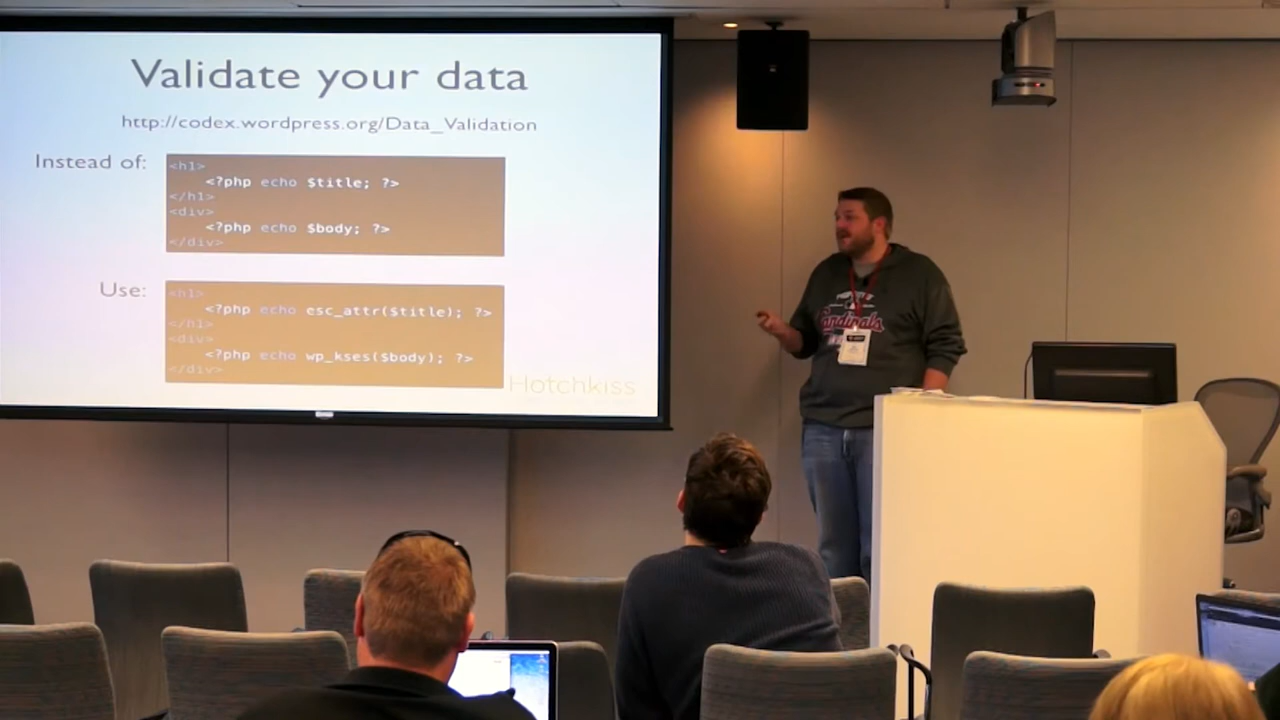 Validate your data
http://codex.wordpress.org/Data_Validation
Instead of:
<h1>
<?php echo $title; ?>
</h1>
<div>
<?php echo $body; ?>
</div>
Use:
<h1>
<?php echo esc_attr($title); ?>
</h1>
<div>
<?php echo wp_kses($body); ?>
</div>
Hotchkiss
Cardinals